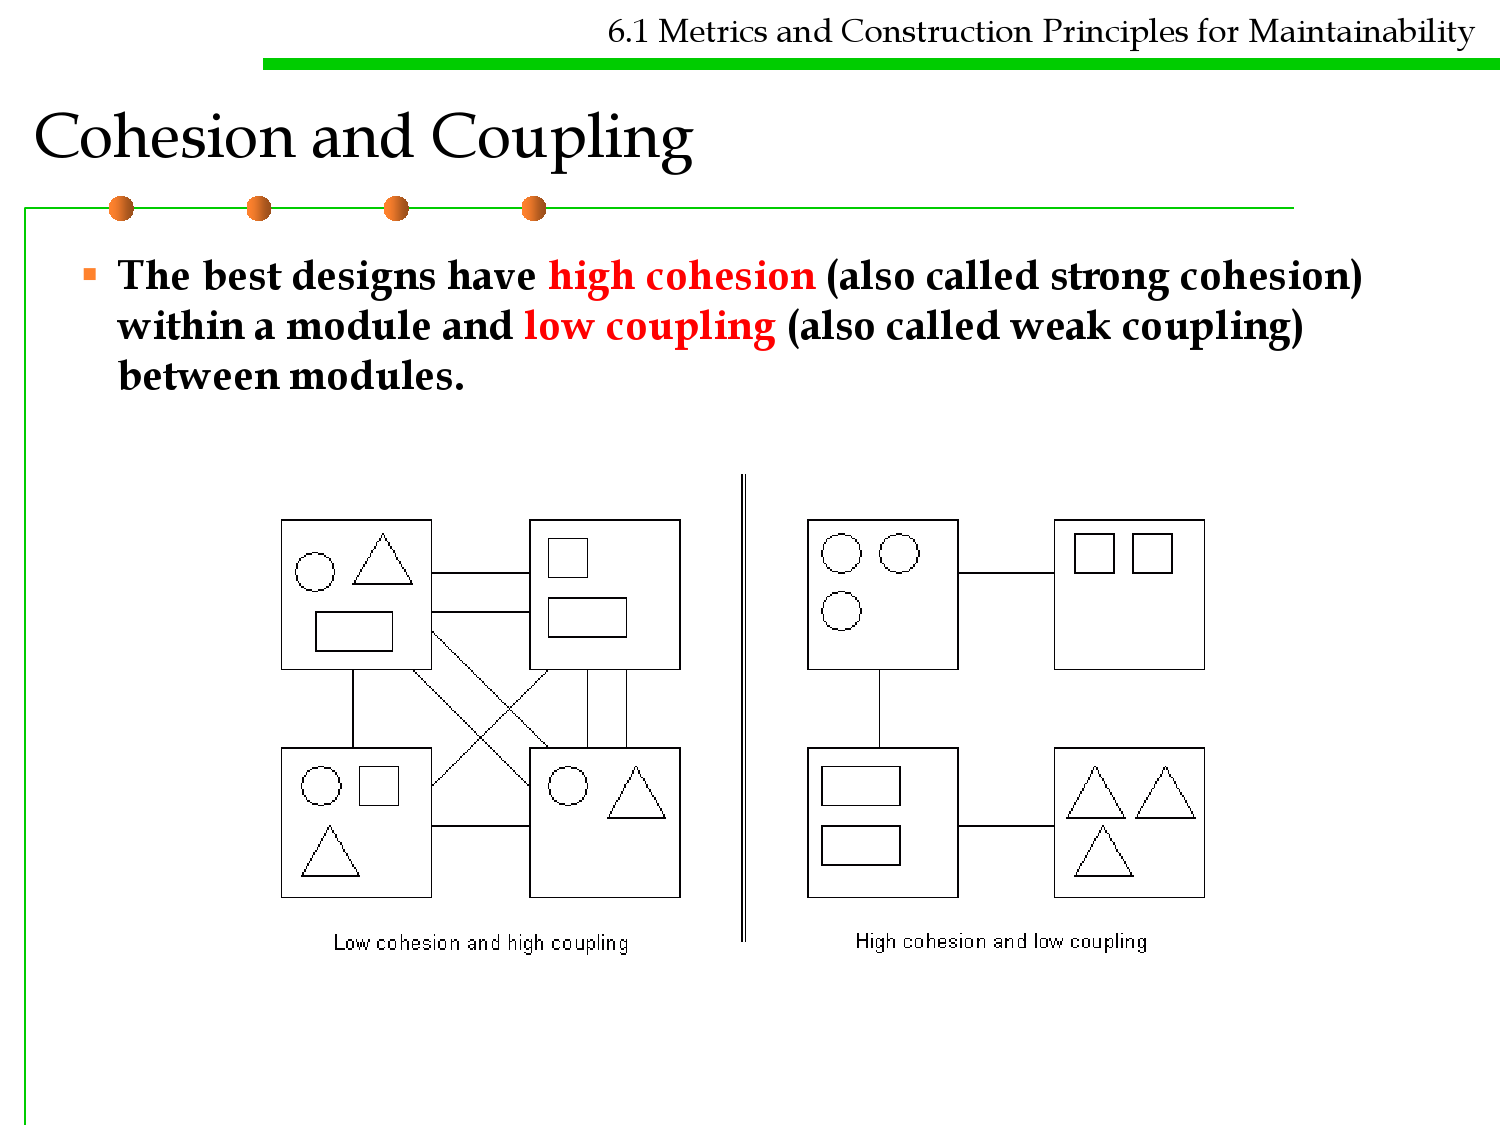 6.1 Metrics and Construction Principles for Maintainability
Cohesion and Coupling
▪ The best designs have high cohesion (also called strong cohesion)
within a module and low coupling (also called weak coupling)
between modules.
Low cohesion and high coupling
High cohesion and low coupling